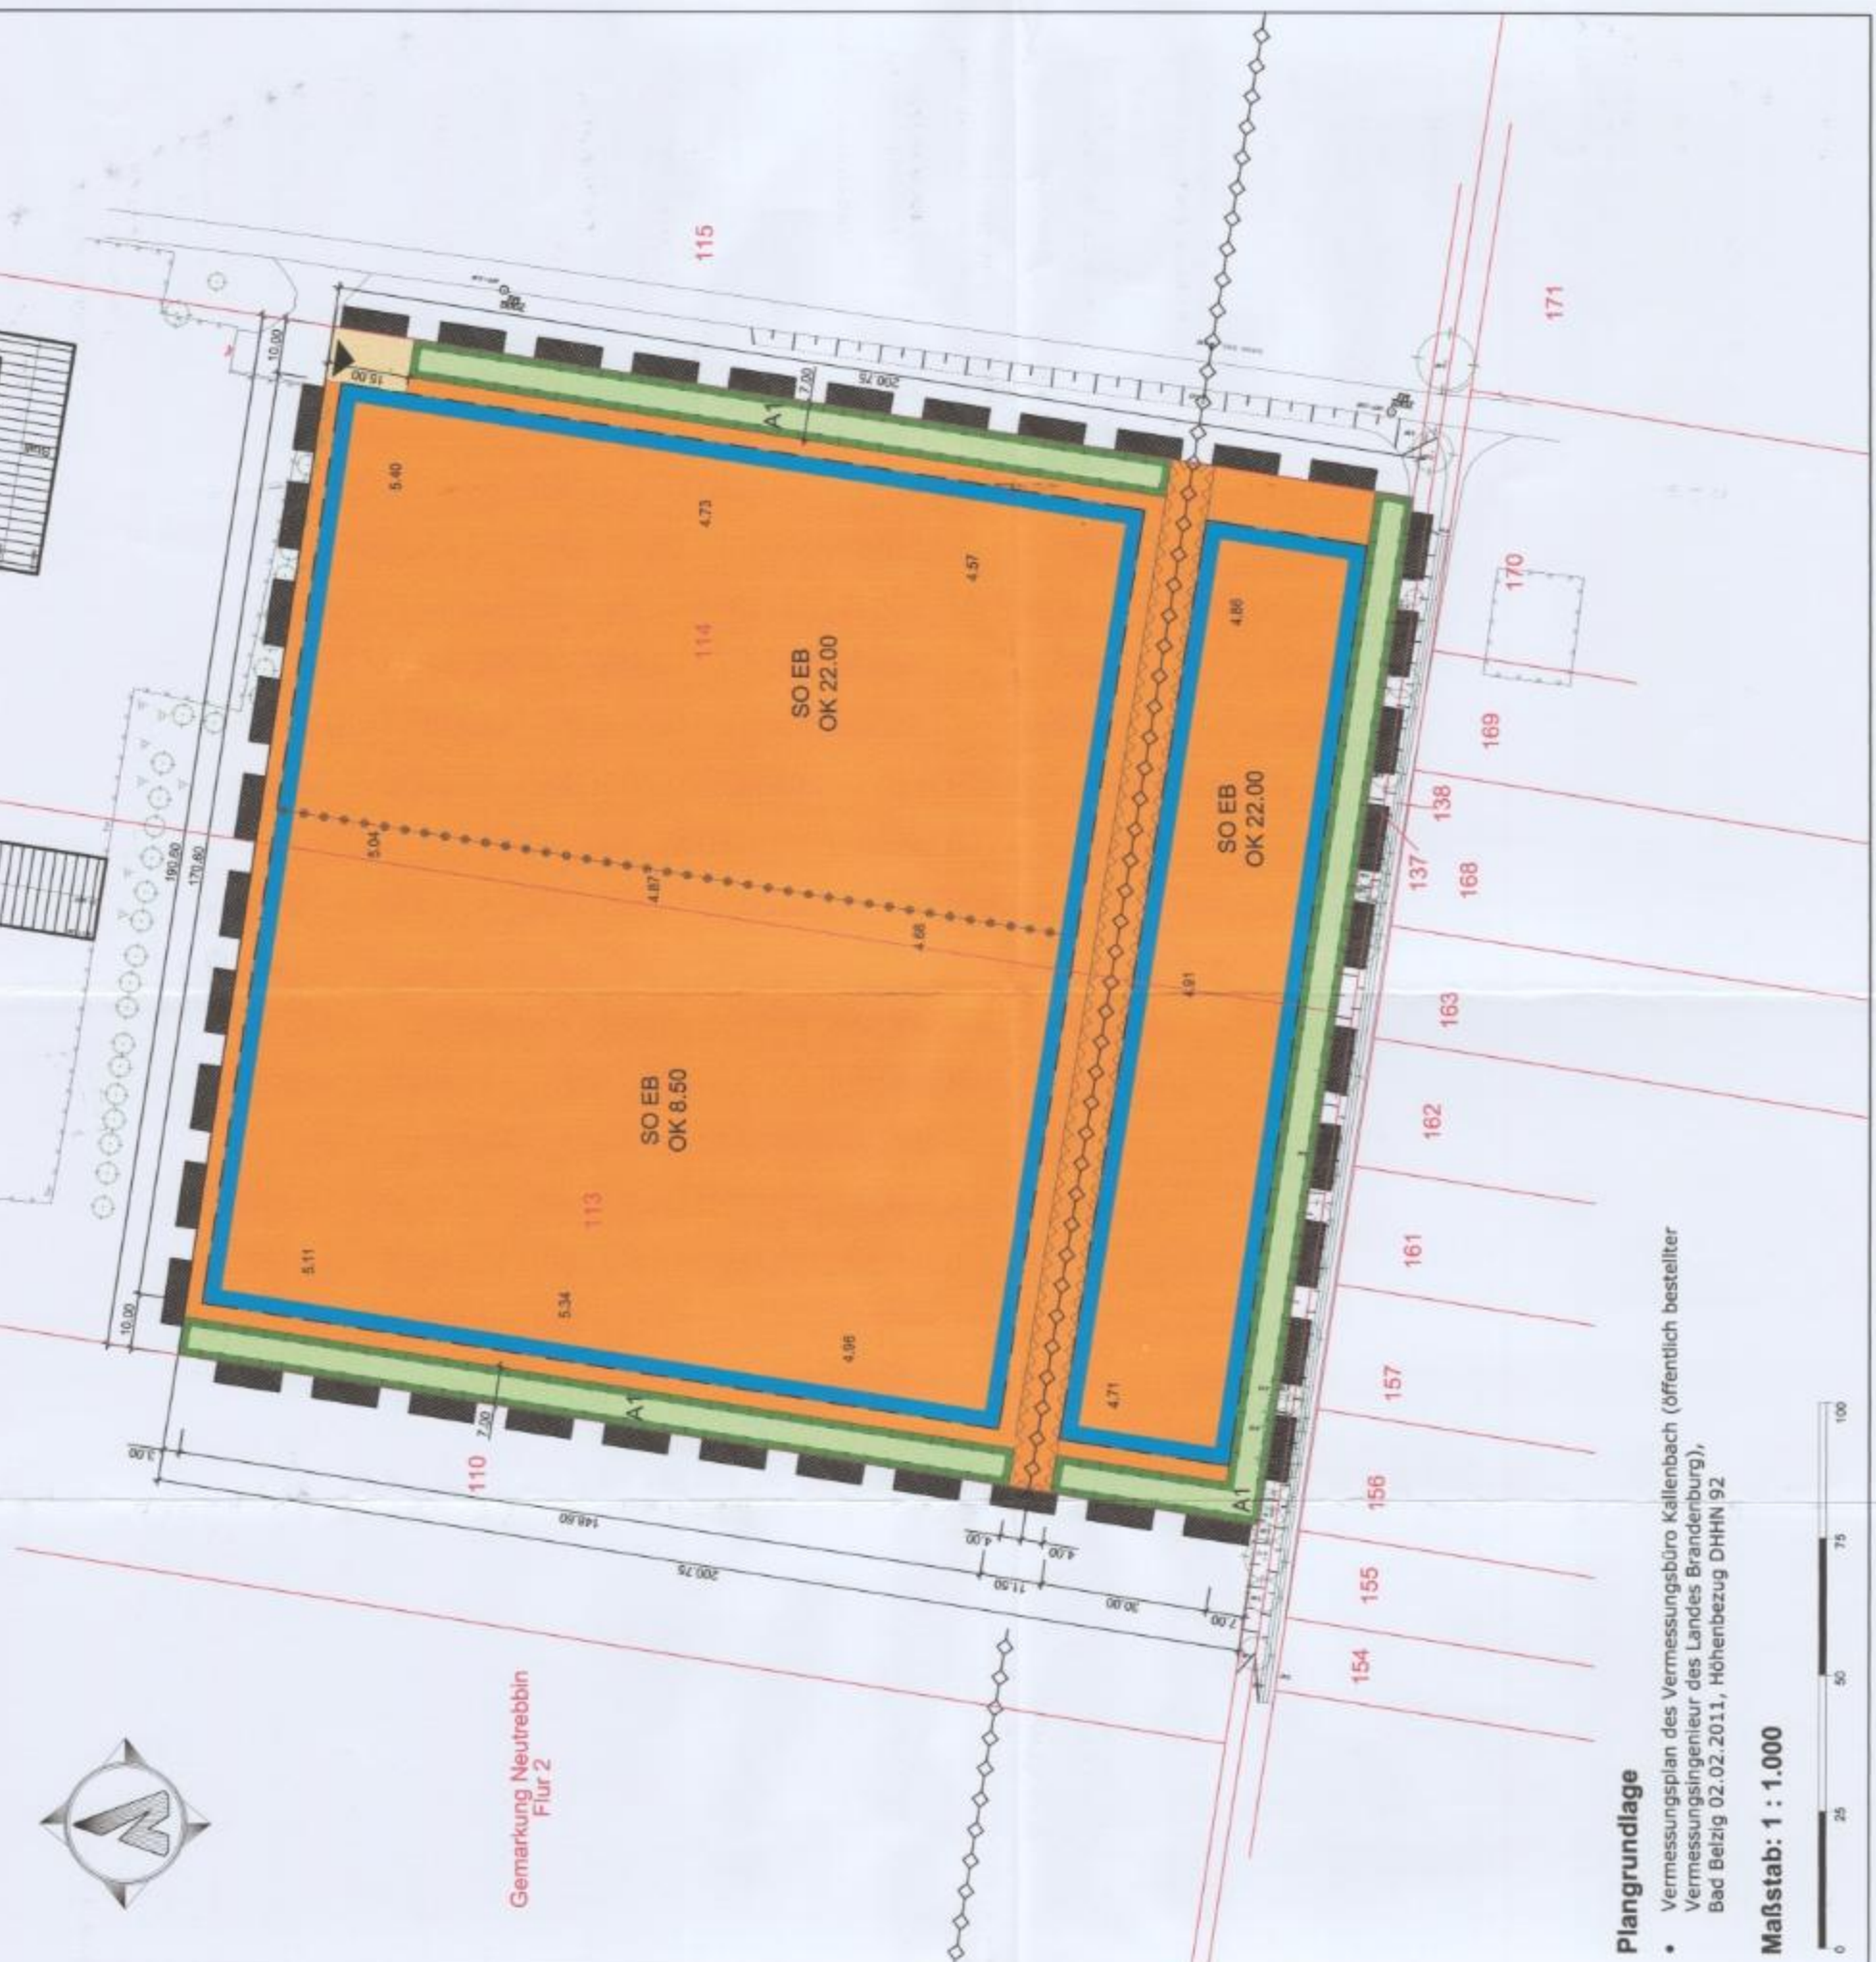 Stall
115
171
10.00
15.00
7.00
200.75
A1
5.40
4.73
4.57
114
SO EB
OK 22.00
4.86
170
169
138
137
168
163
162
161
157
156
155
154
SO EB
OK 22.00
4.91
4.71
190.60
170.60
5.04
4.87
4.68
SO EB
OK 8.50
113
5.11
5.34
4.96
10.00
3.00
7.00
A1
110
148.60
200.75
4.00
4.00
11.50
30.00
7.00
A1
Gemarkung Neutrebbin
Flur 2
Plangrundlage
• Vermessungsplan des Vermessungsbüro Kallenbach (öffentlich bestellter
Vermessungsingenieur des Landes Brandenburg),
Bad Belzig 02.02.2011, Höhenbezug DHHN 92
Maßstab: 1 : 1.000
0 25 50 75 100